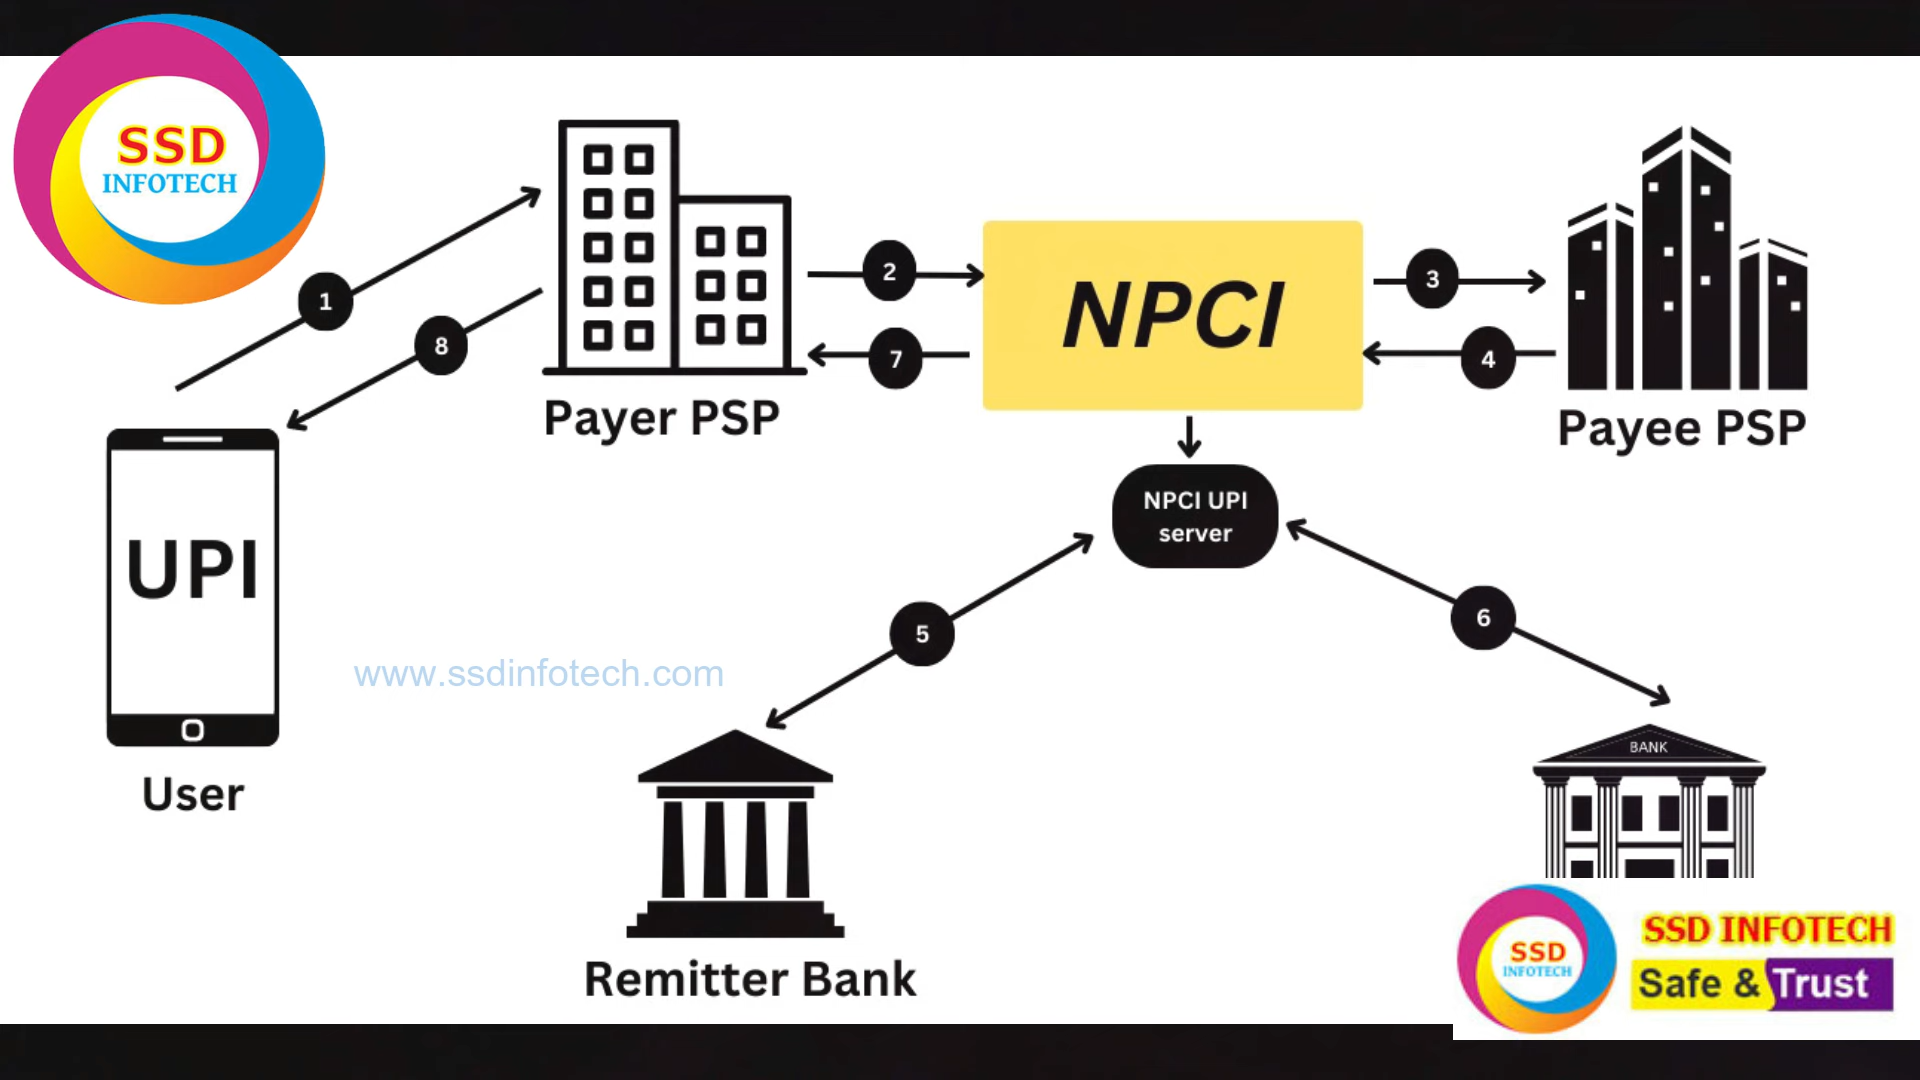 SSD
INFOTECH
1
8
2
7
NPCI
3
4
Payer PSP
Payee PSP
NPCI UPI
server
UPI
5
6
www.ssdinfotech.com
User
BANK
Remitter Bank
SSD
INFOTECH
SSD INFOTECH
Safe & Trust